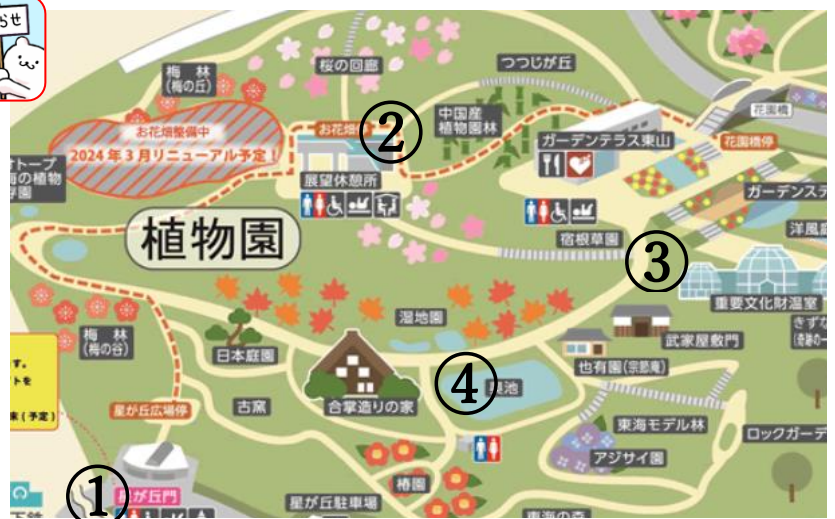 せ
梅 林
(梅の丘)
桜の回廊
つつじが丘
お花畑整備中
2024年3月リニューアル予定！
お花畑
②
中国産
植物園林
ガーデンテラス東山
花園橋
花園橋停
展望休憩所
植物園
宿根草園
ガーデンステ
洋風庭
③
重要文化財温室
梅 林
(梅の谷)
日本庭園
湿地園
武家屋敷門
也有園(宗節庵)
合掌造りの家
④
古窯
星が丘広場停
東海モデル林
アジサイ園
ロックガーデ
①
星が丘門
星が丘駐車場
椿園
東海の森